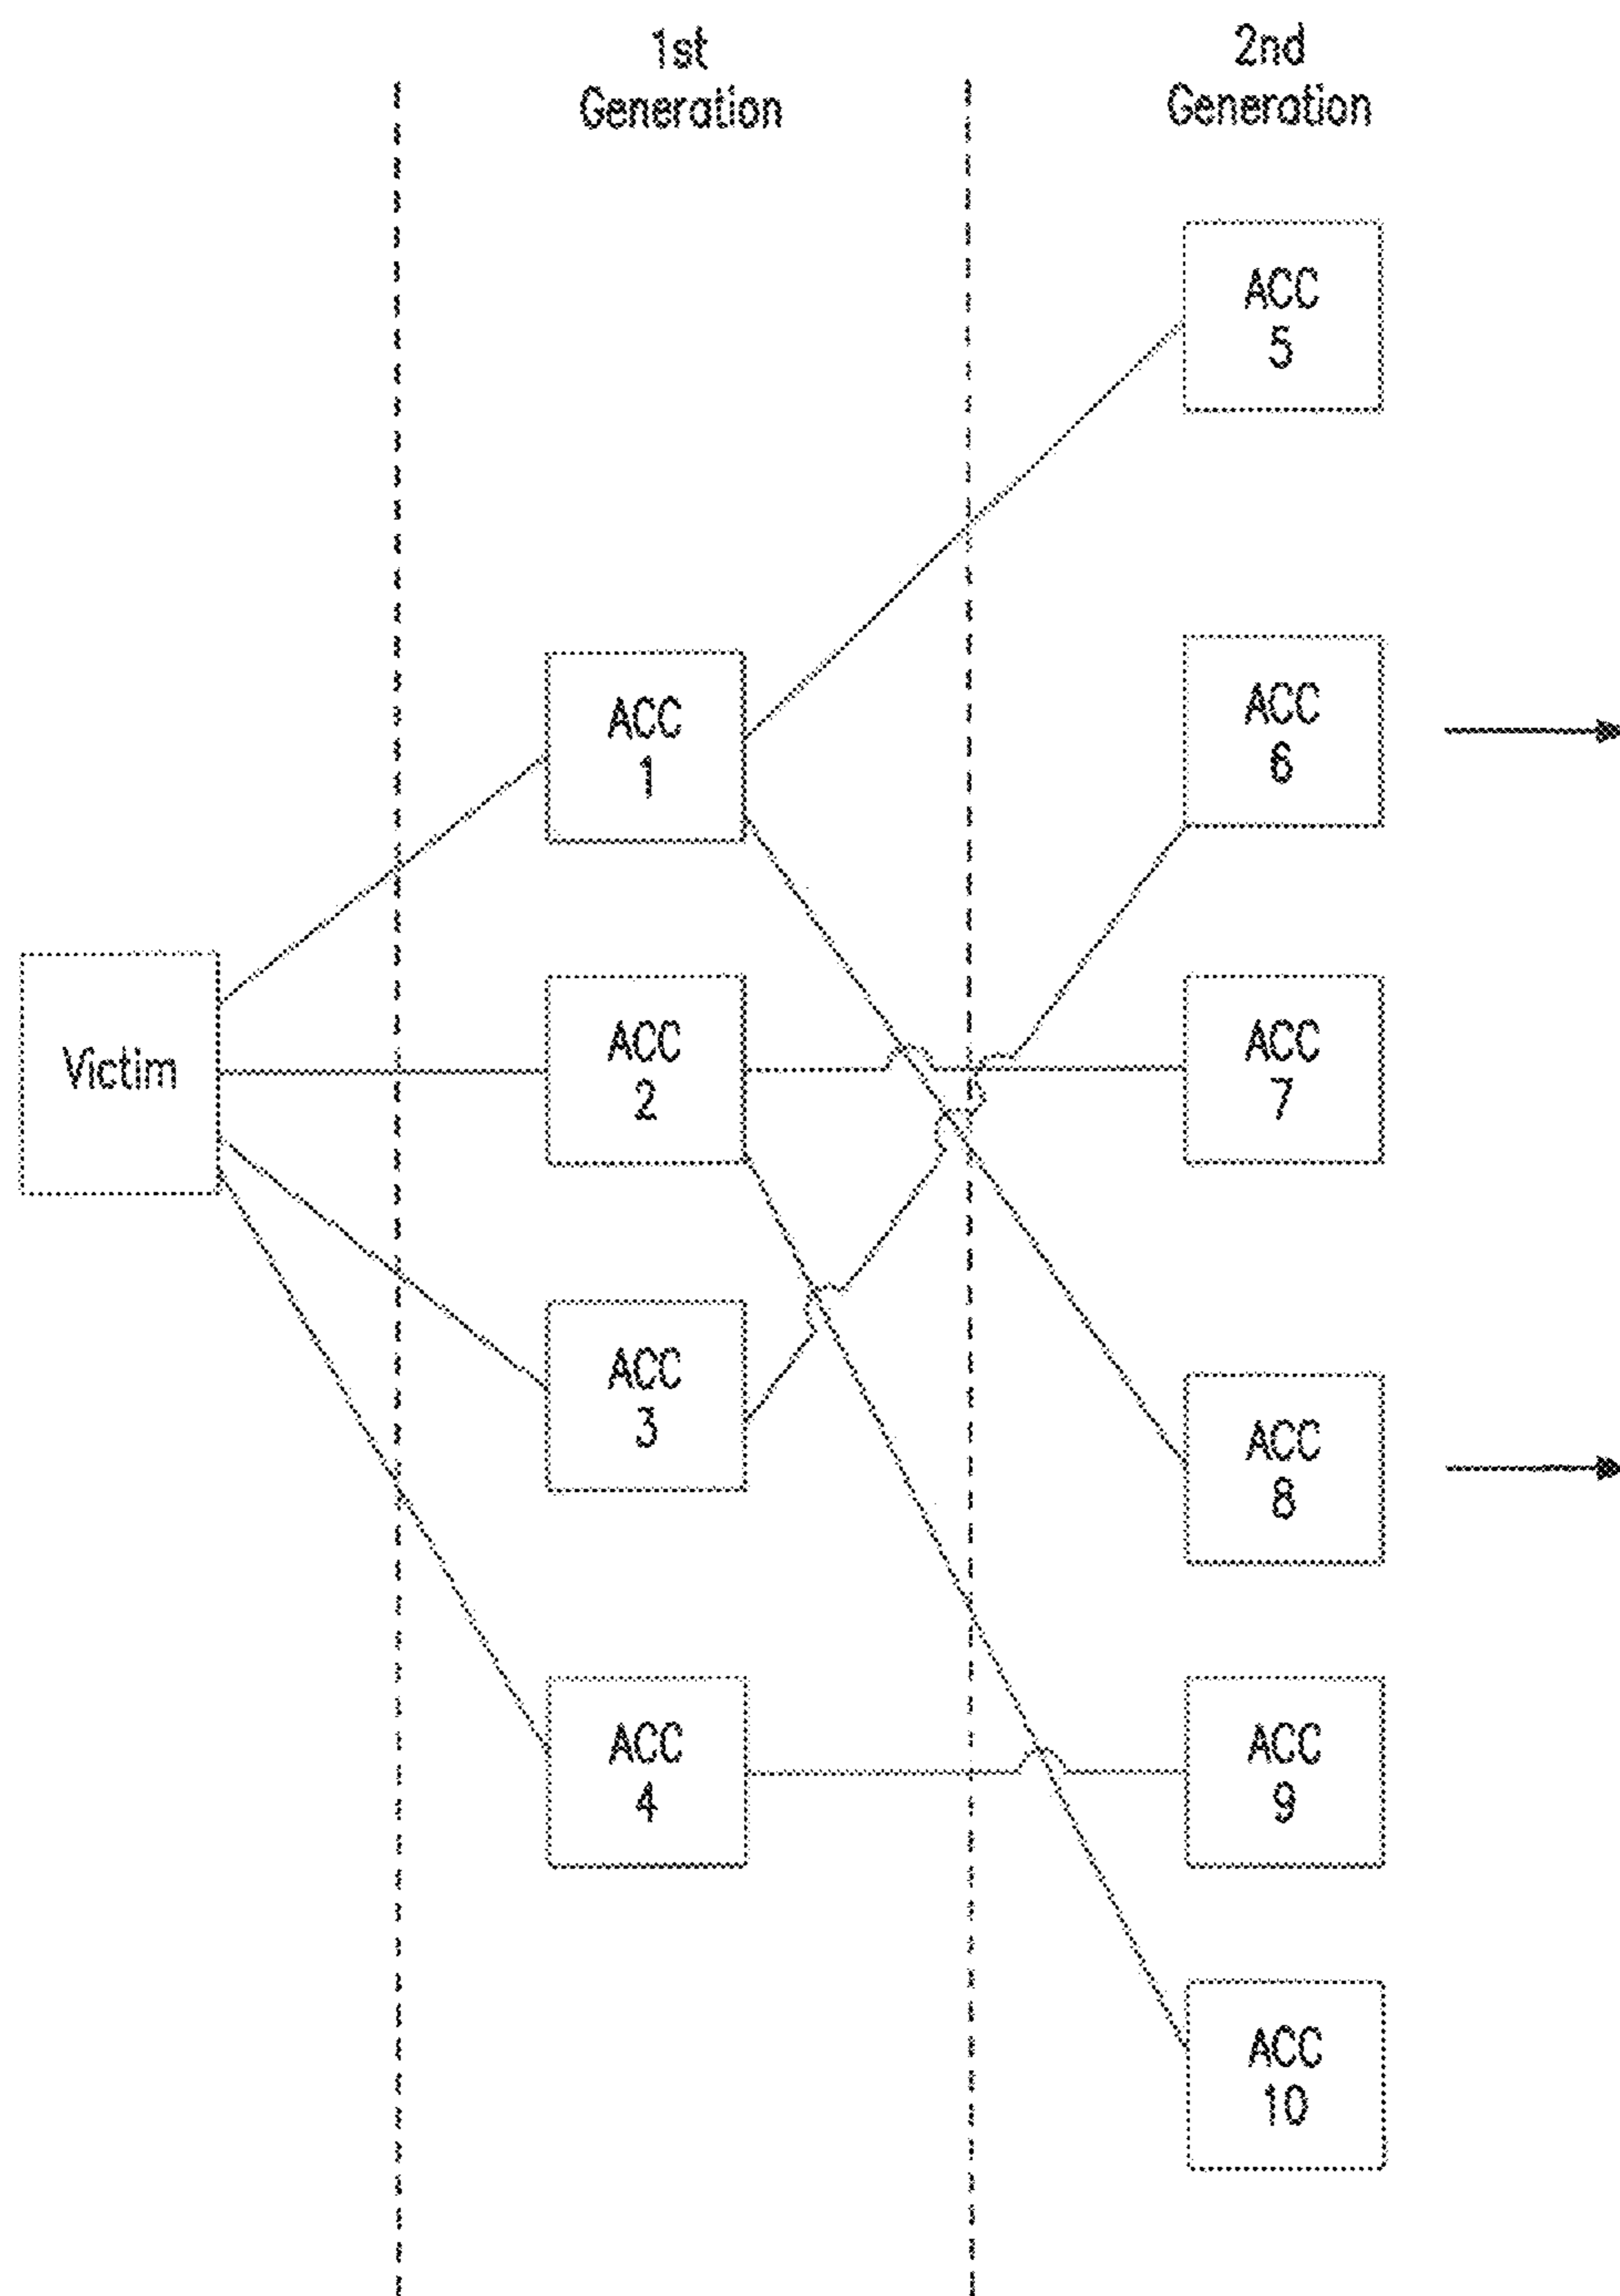 1st
Generation
2nd
Generation
ACC
5
ACC
1
ACC
6
Victim
ACC
2
ACC
7
ACC
3
ACC
8
ACC
4
ACC
9
ACC
10